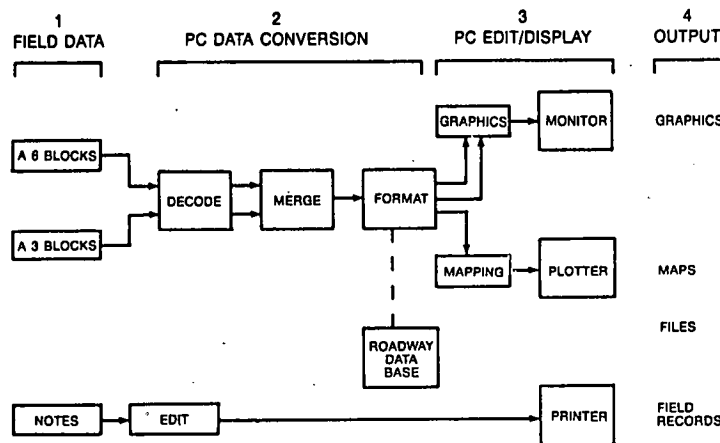 1
FIELD DATA
2
PC DATA CONVERSION
3
PC EDIT/DISPLAY
4
OUTPUT
A 6 BLOCKS
A 3 BLOCKS
DECODE
MERGE
FORMAT
GRAPHICS
MONITOR
GRAPHICS
MAPPING
PLOTTER
MAPS
FILES
ROADWAY
DATA
BASE
NOTES
EDIT
PRINTER
FIELD
RECORDS